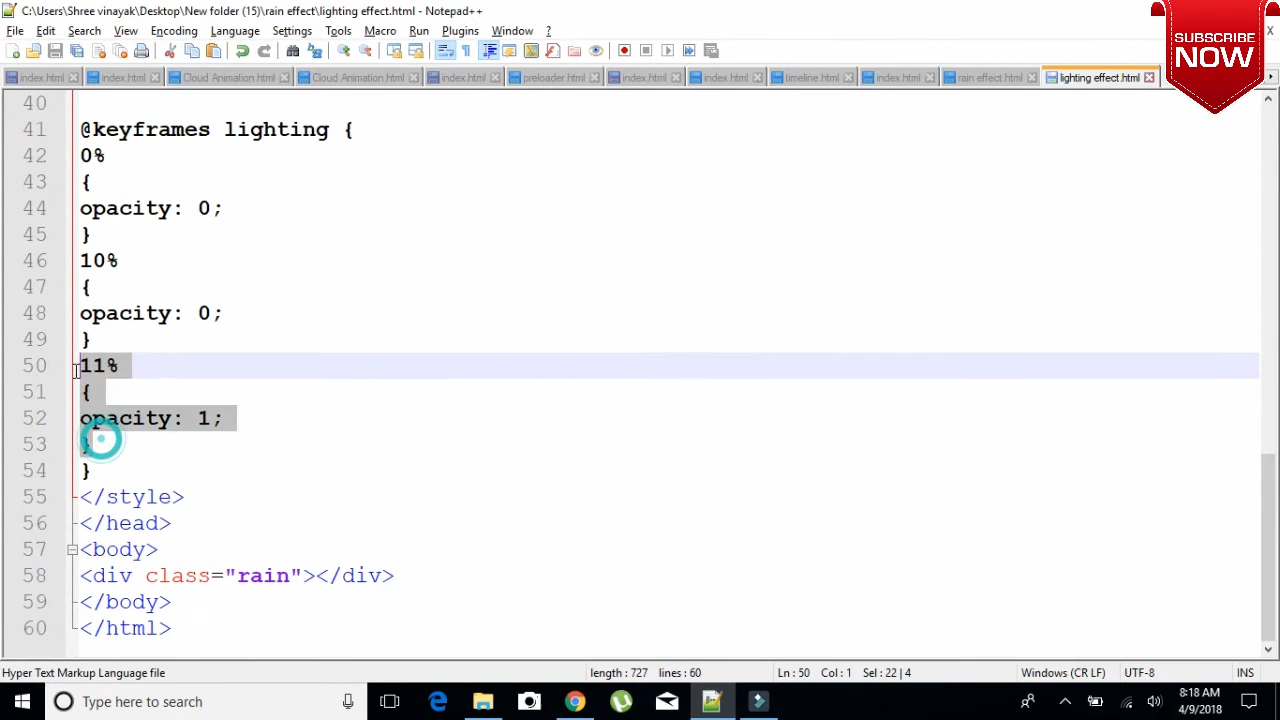 C:\Users\Shree vinayak\Desktop\New folder (15)\rain effect\lighting effect.html - Notepad++
File Edit Search View Encoding Language Settings Tools Macro Run Plugins Window ?
SUBSCRIBE
NOW
index.html index.html Cloud Animation.html Cloud Animation.html index.html preloader.html index.html index.html timeline.html index.html rain effect.html lighting effect.html
40
41 @keyframes lighting {
42 0%
43 {
44 opacity: 0;
45 }
46 10%
47 {
48 opacity: 0;
49 }
50 11%
51 {
52 opacity: 1;
53 }
54 }
55 </style>
56 </head>
57 <body>
58 <div class="rain"></div>
59 </body>
60 </html>
Hyper Text Markup Language file length : 727 lines : 60 Ln : 50 Col : 1 Sel : 22 | 4 Windows (CR LF) UTF-8 INS
Type here to search
8:18 AM
4/9/2018